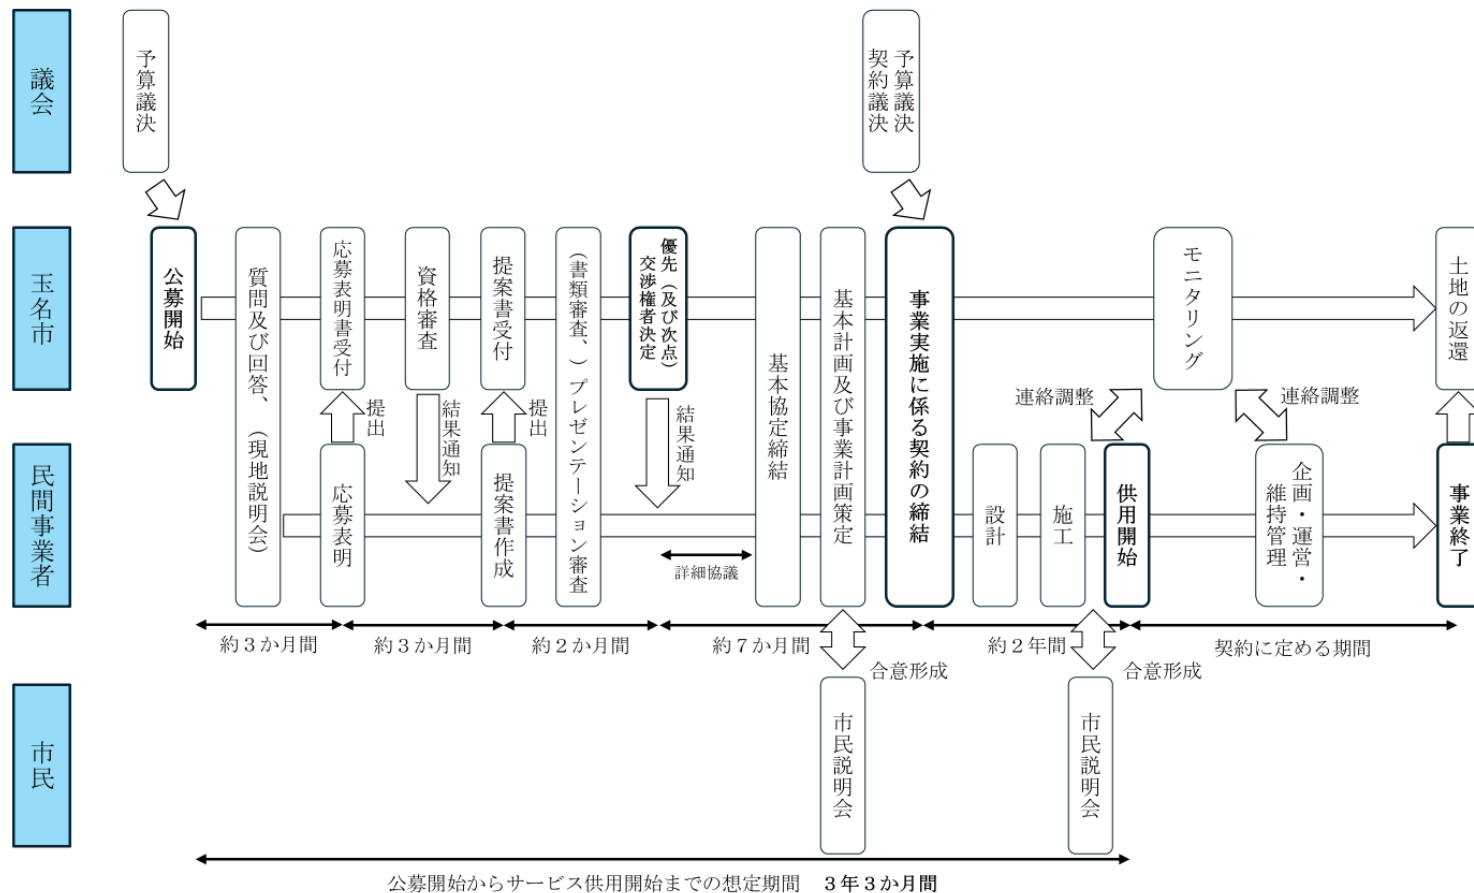 議会
予算議決
予算議決
契約議決
玉名市
公募開始
質問及び回答、（現地説明会）
応募表明書受付
資格審査
提案書受付
（書類審査、）プレゼンテーション審査
優先（及び次点）
交渉権者決定
基本協定締結
基本計画及び事業計画策定
事業実施に係る契約の締結
モニタリング
土地の返還
提出
結果通知
提出
結果通知
連絡調整
連絡調整
民間事業者
応募表明
提案書作成
詳細協議
設計
施工
供用開始
企画・運営・
維持管理
事業終了
約３か月間
約３か月間
約２か月間
約７か月間
約２年間
契約に定める期間
合意形成
合意形成
市民
市民説明会
市民説明会
公募開始からサービス供用開始までの想定期間　３年３か月間